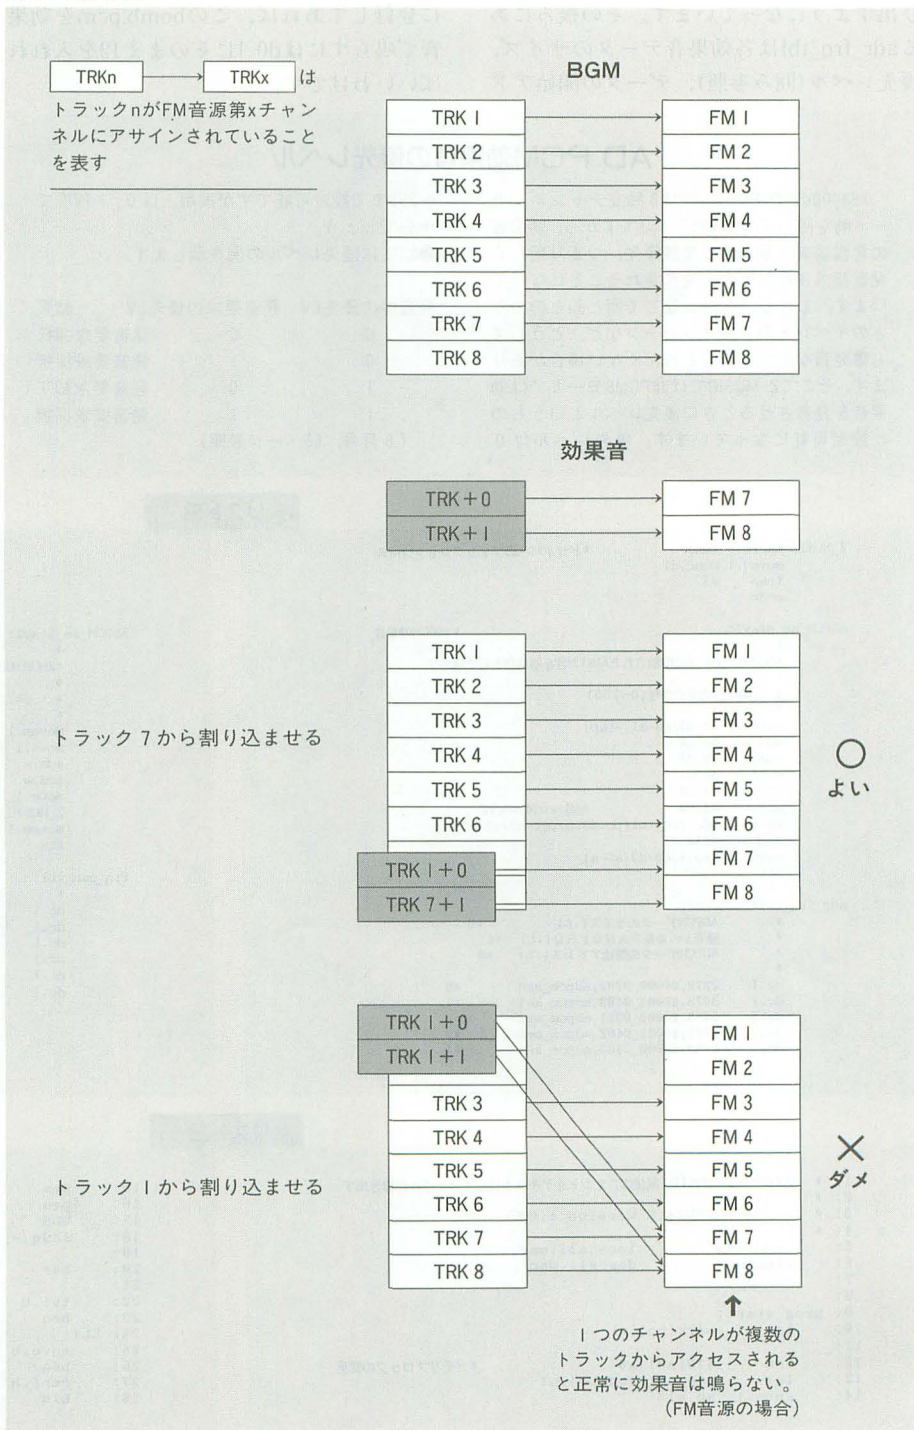 TRKn → TRKx は
トラックnがFM音源第xチャン
ネルにアサインされていること
を表す
BGM
TRK 1 → FM 1
TRK 2 → FM 2
TRK 3 → FM 3
TRK 4 → FM 4
TRK 5 → FM 5
TRK 6 → FM 6
TRK 7 → FM 7
TRK 8 → FM 8
効果音
TRK+0 → FM 7
TRK+1 → FM 8
トラック 7 から割り込ませる
TRK 1 → FM 1
TRK 2 → FM 2
TRK 3 → FM 3
TRK 4 → FM 4
TRK 5 → FM 5
TRK 6 → FM 6
TRK 1+0 → FM 7
TRK 7+1 → FM 8
○
よい
トラック 1 から割り込ませる
TRK 1+0
TRK 1+1
TRK 3
TRK 4
TRK 5
TRK 6
TRK 7
TRK 8
FM 1
FM 2
FM 3
FM 4
FM 5
FM 6
FM 7
FM 8
×
ダメ
↑
1つのチャンネルが複数の
トラックからアクセスされる
と正常に効果音は鳴らない。
(FM音源の場合)